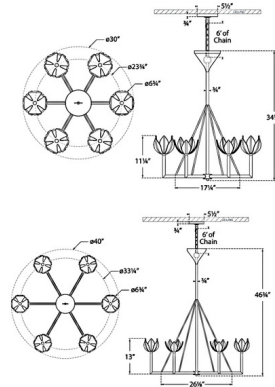 ø30"
ø23¾"
ø6¾"
5½"
¾"
6' of
Chain
¾"
34"
11¼"
17¼"
ø40"
ø33¼"
ø6¾"
5½"
¾"
6' of
Chain
¾"
46¾"
13"
26⅜"